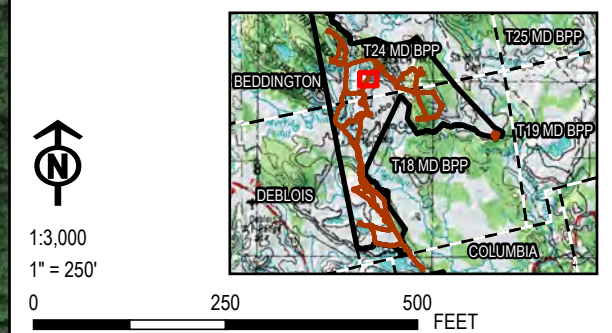 T25 MD BPP
T24 MD BPP
BEDDINGTON
T19 MD BPP
T18 MD BPP
DEBLOIS
COLUMBIA
N
1:3,000
1" = 250'
0 250 500
FEET